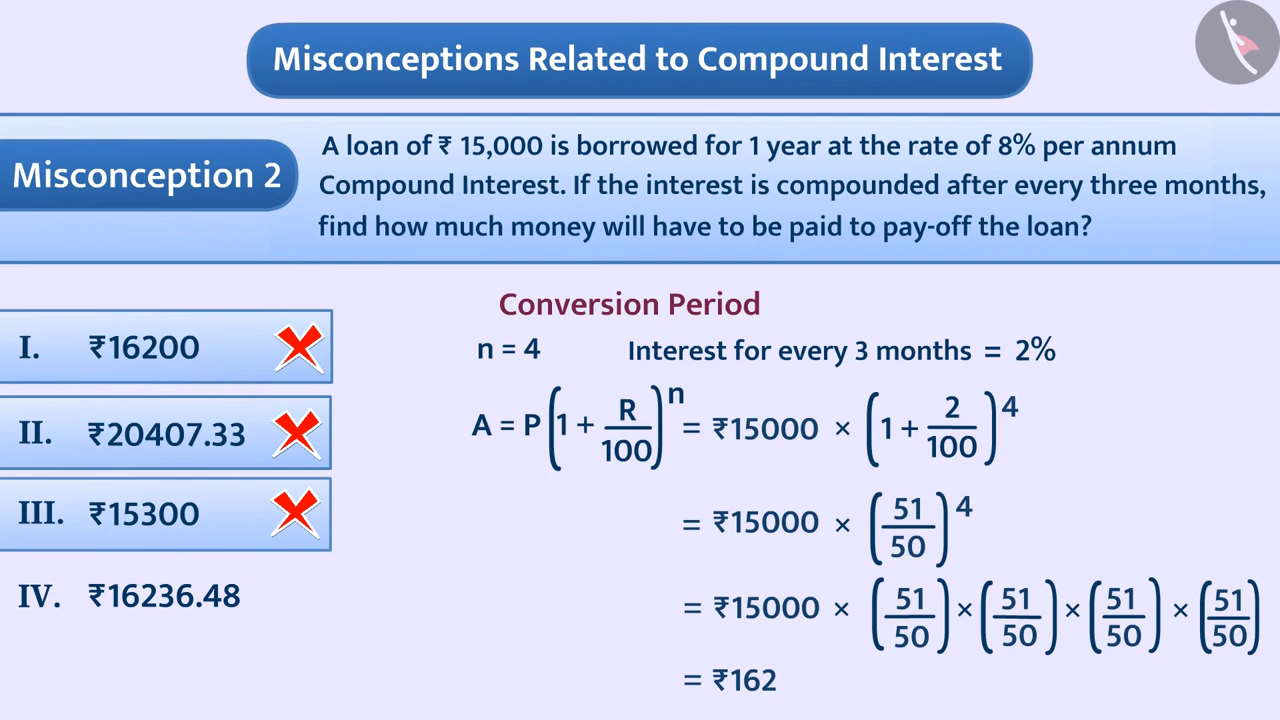 Misconceptions Related to Compound Interest
Misconception 2
A loan of ₹ 15,000 is borrowed for 1 year at the rate of 8% per annum
Compound Interest. If the interest is compounded after every three months,
find how much money will have to be paid to pay-off the loan?
I. ₹16200
II. ₹20407.33
III. ₹15300
IV. ₹16236.48
Conversion Period
n = 4 Interest for every 3 months = 2%
A = P(1 + R/100)^n = ₹15000 × (1 + 2/100)^4
= ₹15000 × (51/50)^4
= ₹15000 × (51/50) × (51/50) × (51/50) × (51/50)
= ₹162